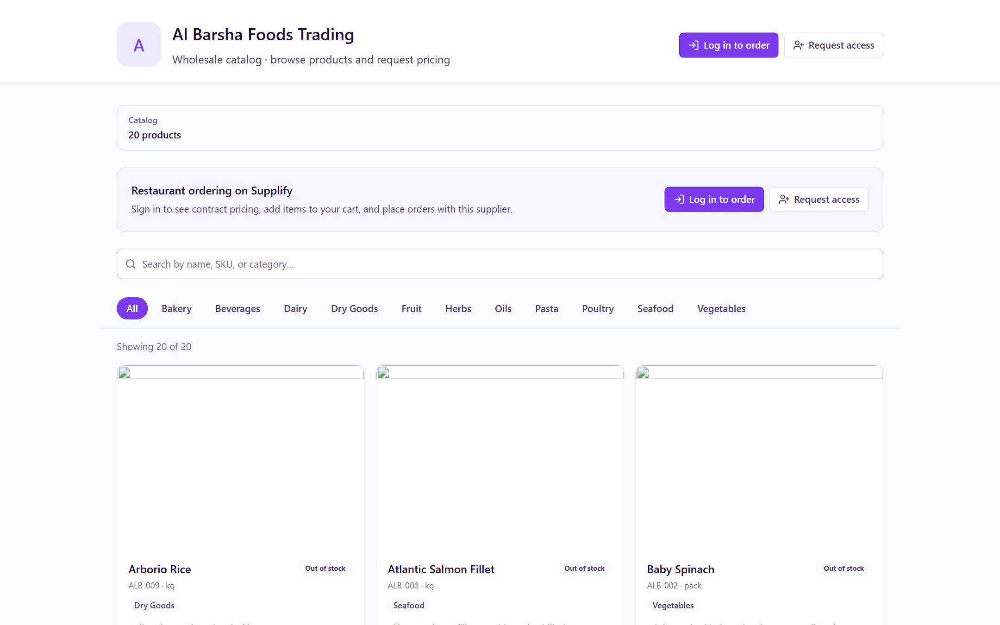 A
Al Barsha Foods Trading
Wholesale catalog · browse products and request pricing
Log in to order
Request access
Catalog
20 products
Restaurant ordering on Supplify
Sign in to see contract pricing, add items to your cart, and place orders with this supplier.
Log in to order
Request access
Search by name, SKU, or category...
All Bakery Beverages Dairy Dry Goods Fruit Herbs Oils Pasta Poultry Seafood Vegetables
Showing 20 of 20
Arborio Rice
Out of stock
ALB-009 · kg
Dry Goods
Atlantic Salmon Fillet
Out of stock
ALB-008 · kg
Seafood
Baby Spinach
Out of stock
ALB-002 · pack
Vegetables